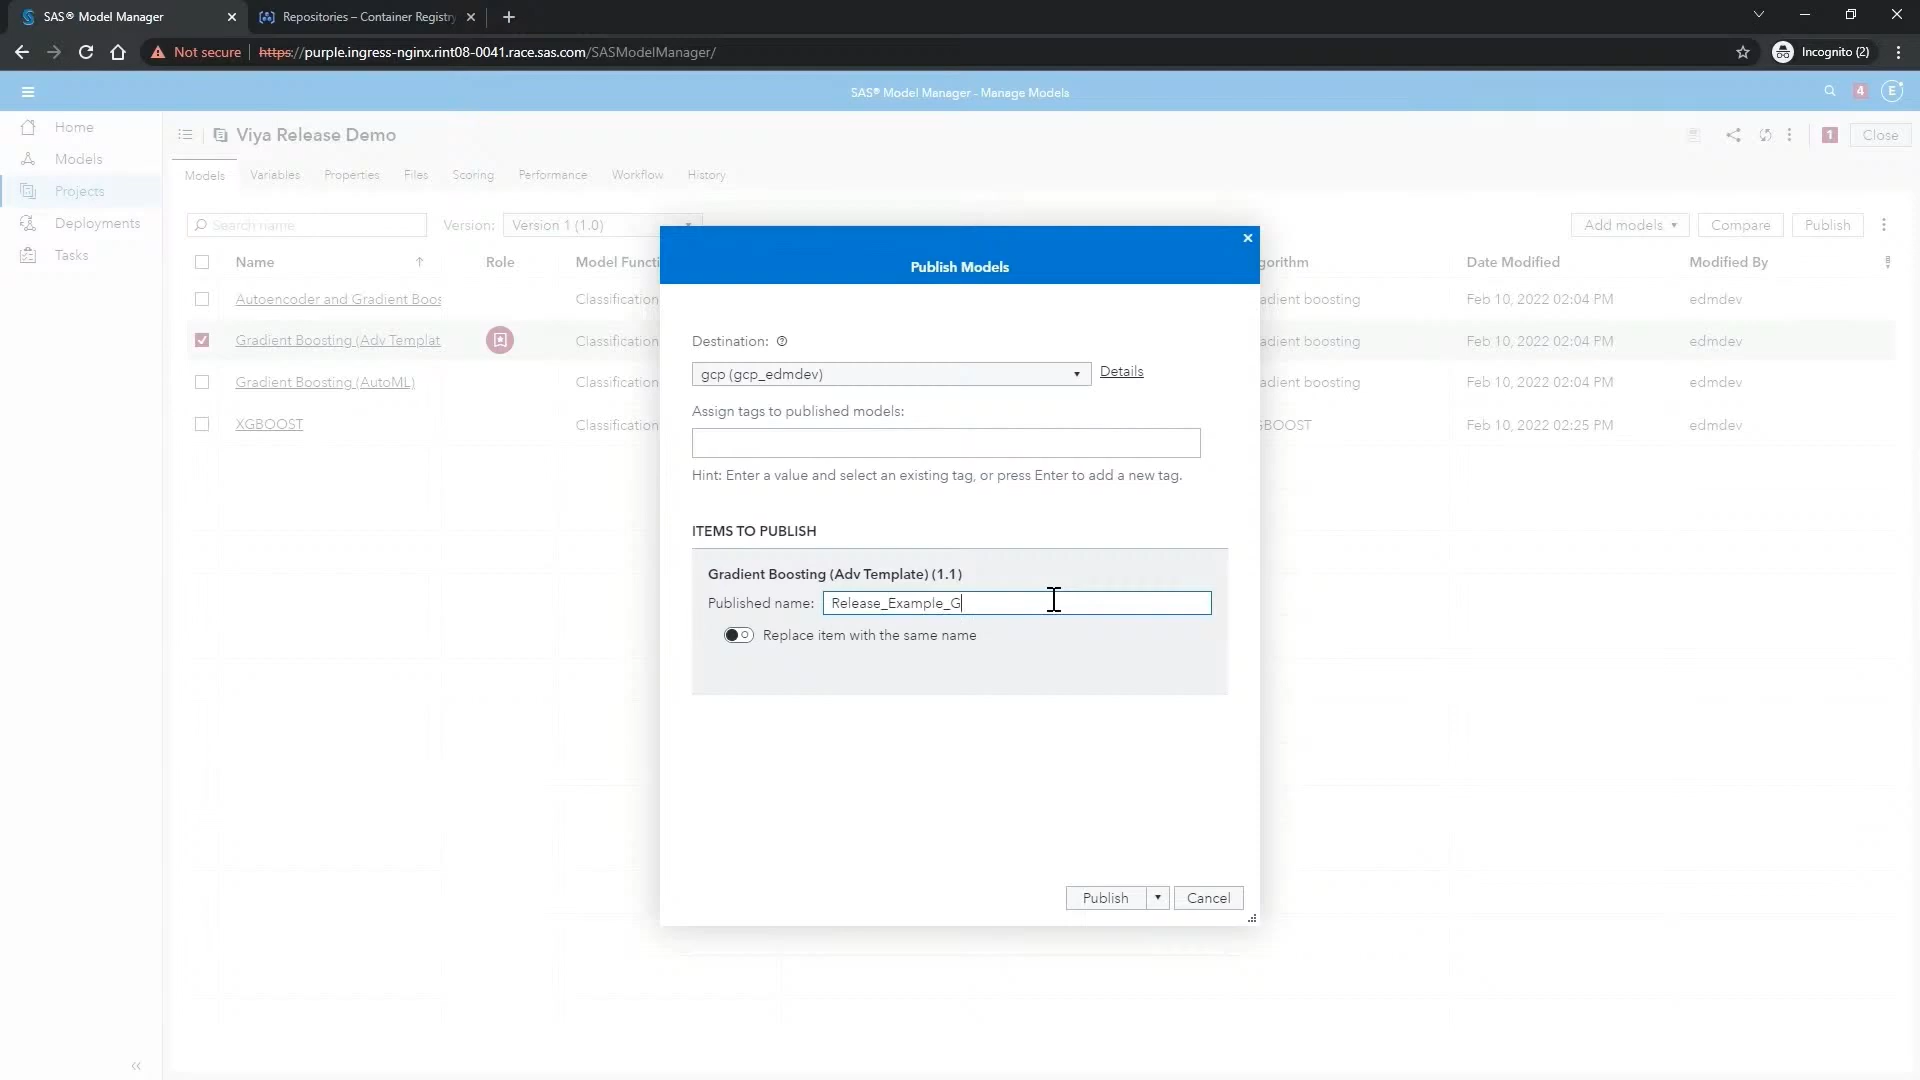 SAS® Model Manager
Repositories – Container Registry
Not secure https://purple.ingress-nginx.rint08-0041.race.sas.com/SASModelManager/
Incognito (2)
SAS® Model Manager - Manage Models
4
E
Home
Models
Projects
Deployments
Tasks
Viya Release Demo
1
Close
Models Variables Properties Files Scoring Performance Workflow History
Search name
Version: Version 1 (1.0)
Add models
Compare
Publish
Name Role Model Functi gorithm Date Modified Modified By
Autoencoder and Gradient Boos Classification adient boosting Feb 10, 2022 02:04 PM edmdev
Gradient Boosting (Adv Templat Classification adient boosting Feb 10, 2022 02:04 PM edmdev
Gradient Boosting (AutoML) Classification adient boosting Feb 10, 2022 02:04 PM edmdev
XGBOOST Classification GBOOST Feb 10, 2022 02:25 PM edmdev
Publish Models
Destination:
gcp (gcp_edmdev)
Details
Assign tags to published models:
Hint: Enter a value and select an existing tag, or press Enter to add a new tag.
ITEMS TO PUBLISH
Gradient Boosting (Adv Template) (1.1)
Published name: Release_Example_G
Replace item with the same name
Publish
Cancel